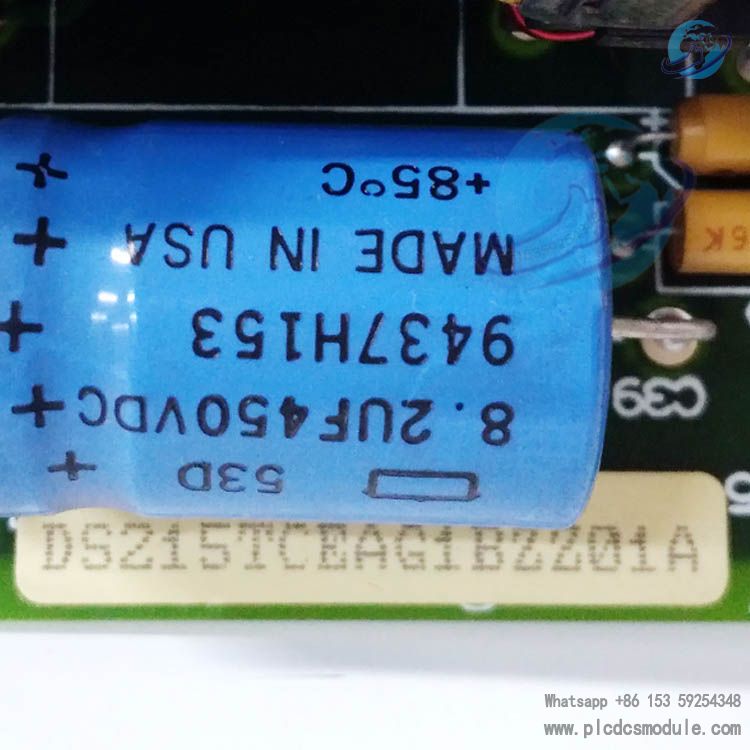 53D
8.2UF450VDC
9437H153
MADE IN USA
+85°C
C39
DS215TCEAG1BZZ01A
Whatsapp +86 153 59254348
www.plcdcsmodule.com